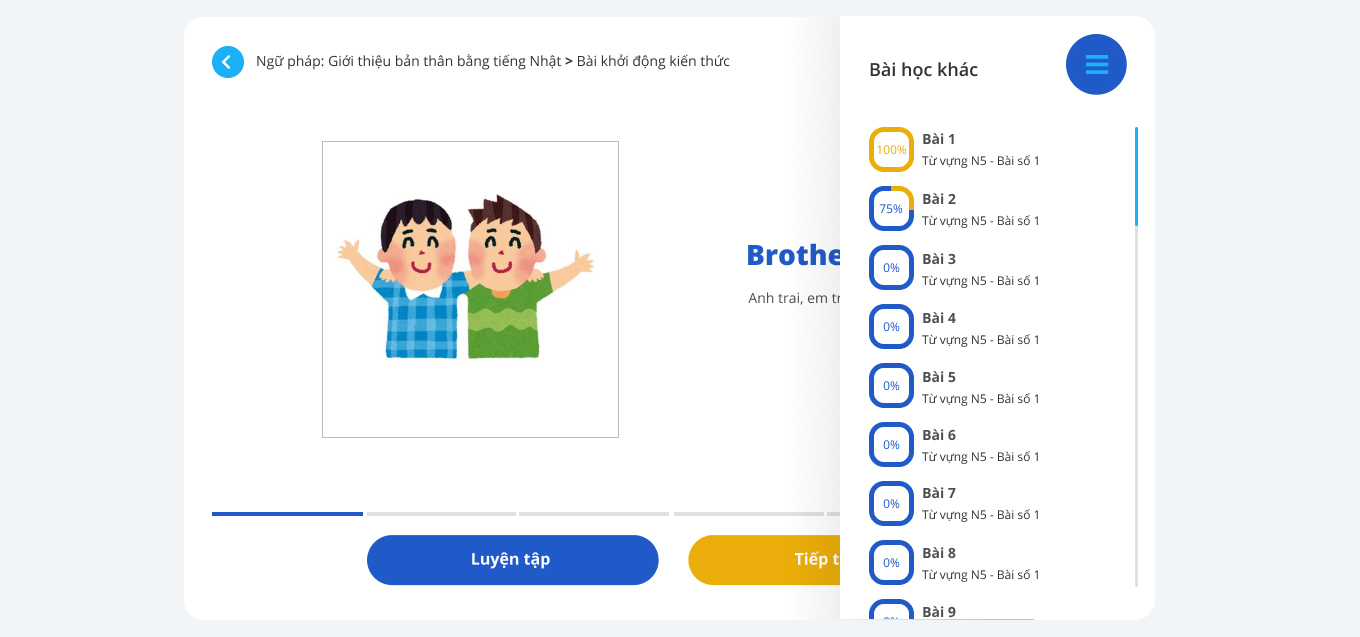 Ngữ pháp: Giới thiệu bản thân bằng tiếng Nhật > Bài khởi động kiến thức
Brothe
Anh trai, em tr
Luyện tập
Tiếp t
Bài học khác
100%
Bài 1
Từ vựng N5 - Bài số 1
75%
Bài 2
Từ vựng N5 - Bài số 1
0%
Bài 3
Từ vựng N5 - Bài số 1
0%
Bài 4
Từ vựng N5 - Bài số 1
0%
Bài 5
Từ vựng N5 - Bài số 1
0%
Bài 6
Từ vựng N5 - Bài số 1
0%
Bài 7
Từ vựng N5 - Bài số 1
0%
Bài 8
Từ vựng N5 - Bài số 1
0%
Bài 9